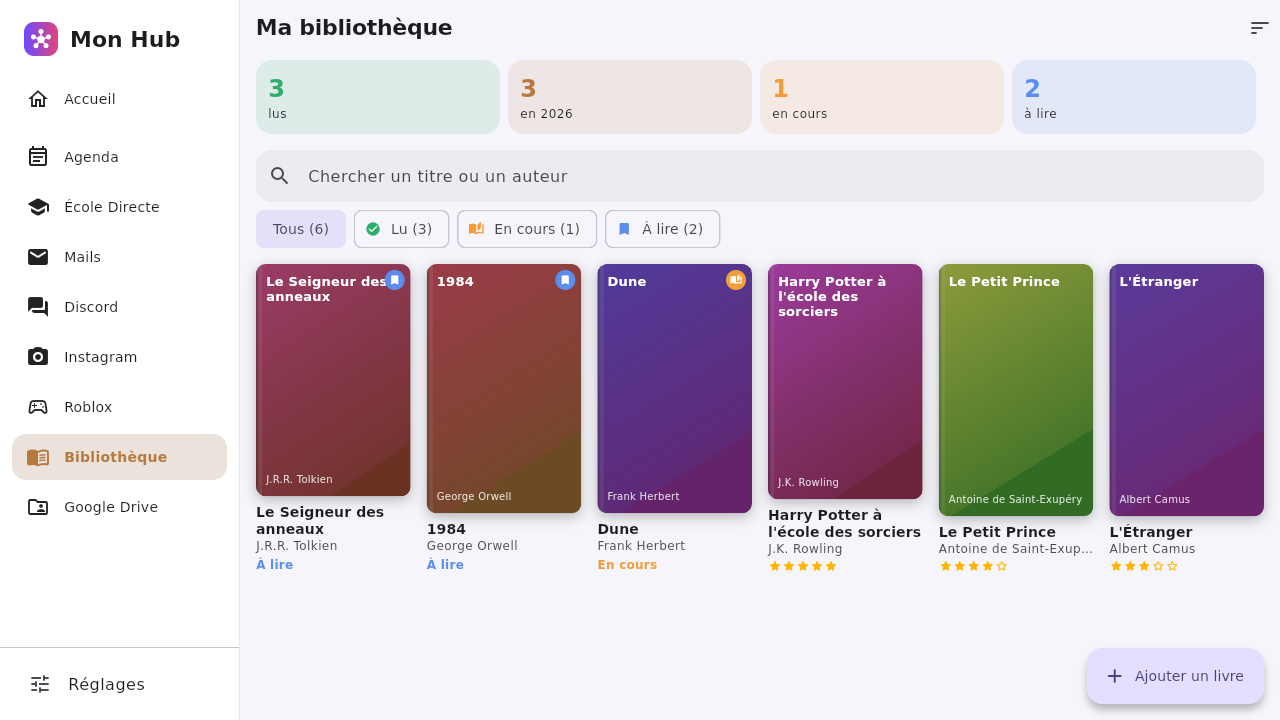 Mon Hub
Accueil
Agenda
École Directe
Mails
Discord
Instagram
Roblox
Bibliothèque
Google Drive
Réglages
Ma bibliothèque
3
lus
3
en 2026
1
en cours
2
à lire
Chercher un titre ou un auteur
Tous (6)
Lu (3)
En cours (1)
À lire (2)
Le Seigneur des
anneaux
J.R.R. Tolkien
Le Seigneur des
anneaux
J.R.R. Tolkien
À lire
1984
George Orwell
1984
George Orwell
À lire
Dune
Frank Herbert
Dune
Frank Herbert
En cours
Harry Potter à
l'école des
sorciers
J.K. Rowling
Harry Potter à
l'école des sorciers
J.K. Rowling
Le Petit Prince
Antoine de Saint-Exupéry
Le Petit Prince
Antoine de Saint-Exup...
L'Étranger
Albert Camus
L'Étranger
Albert Camus
Ajouter un livre